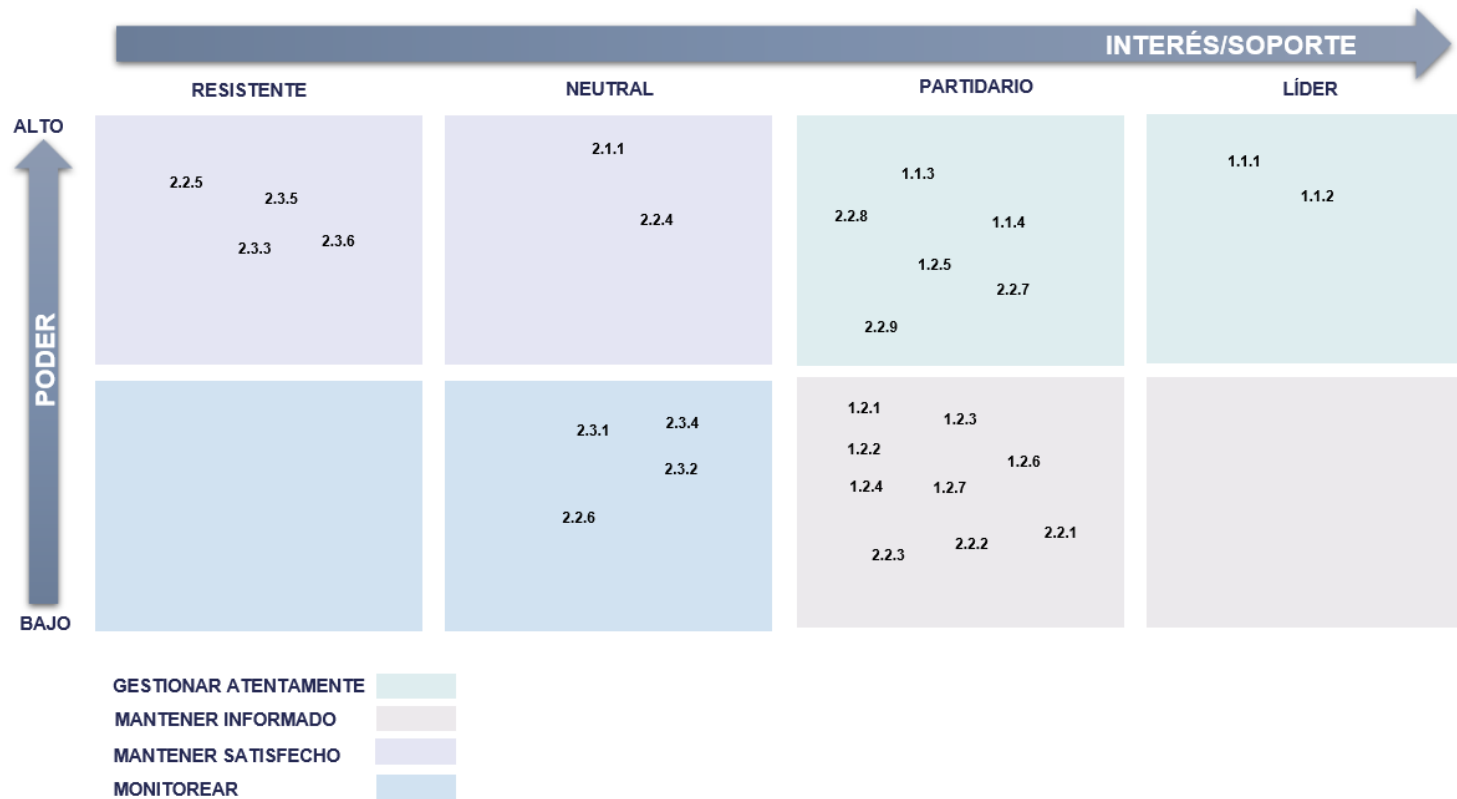 INTERÉS/SOPORTE
RESISTENTE
NEUTRAL
PARTIDARIO
LÍDER
ALTO
PODER
BAJO
2.2.5
2.3.5
2.3.3
2.3.6
2.1.1
2.2.4
1.1.3
2.2.8
1.1.4
1.2.5
2.2.7
2.2.9
1.1.1
1.1.2
2.3.1
2.3.4
2.3.2
2.2.6
1.2.1
1.2.3
1.2.2
1.2.6
1.2.4
1.2.7
2.2.1
2.2.2
2.2.3
GESTIONAR ATENTAMENTE
MANTENER INFORMADO
MANTENER SATISFECHO
MONITOREAR